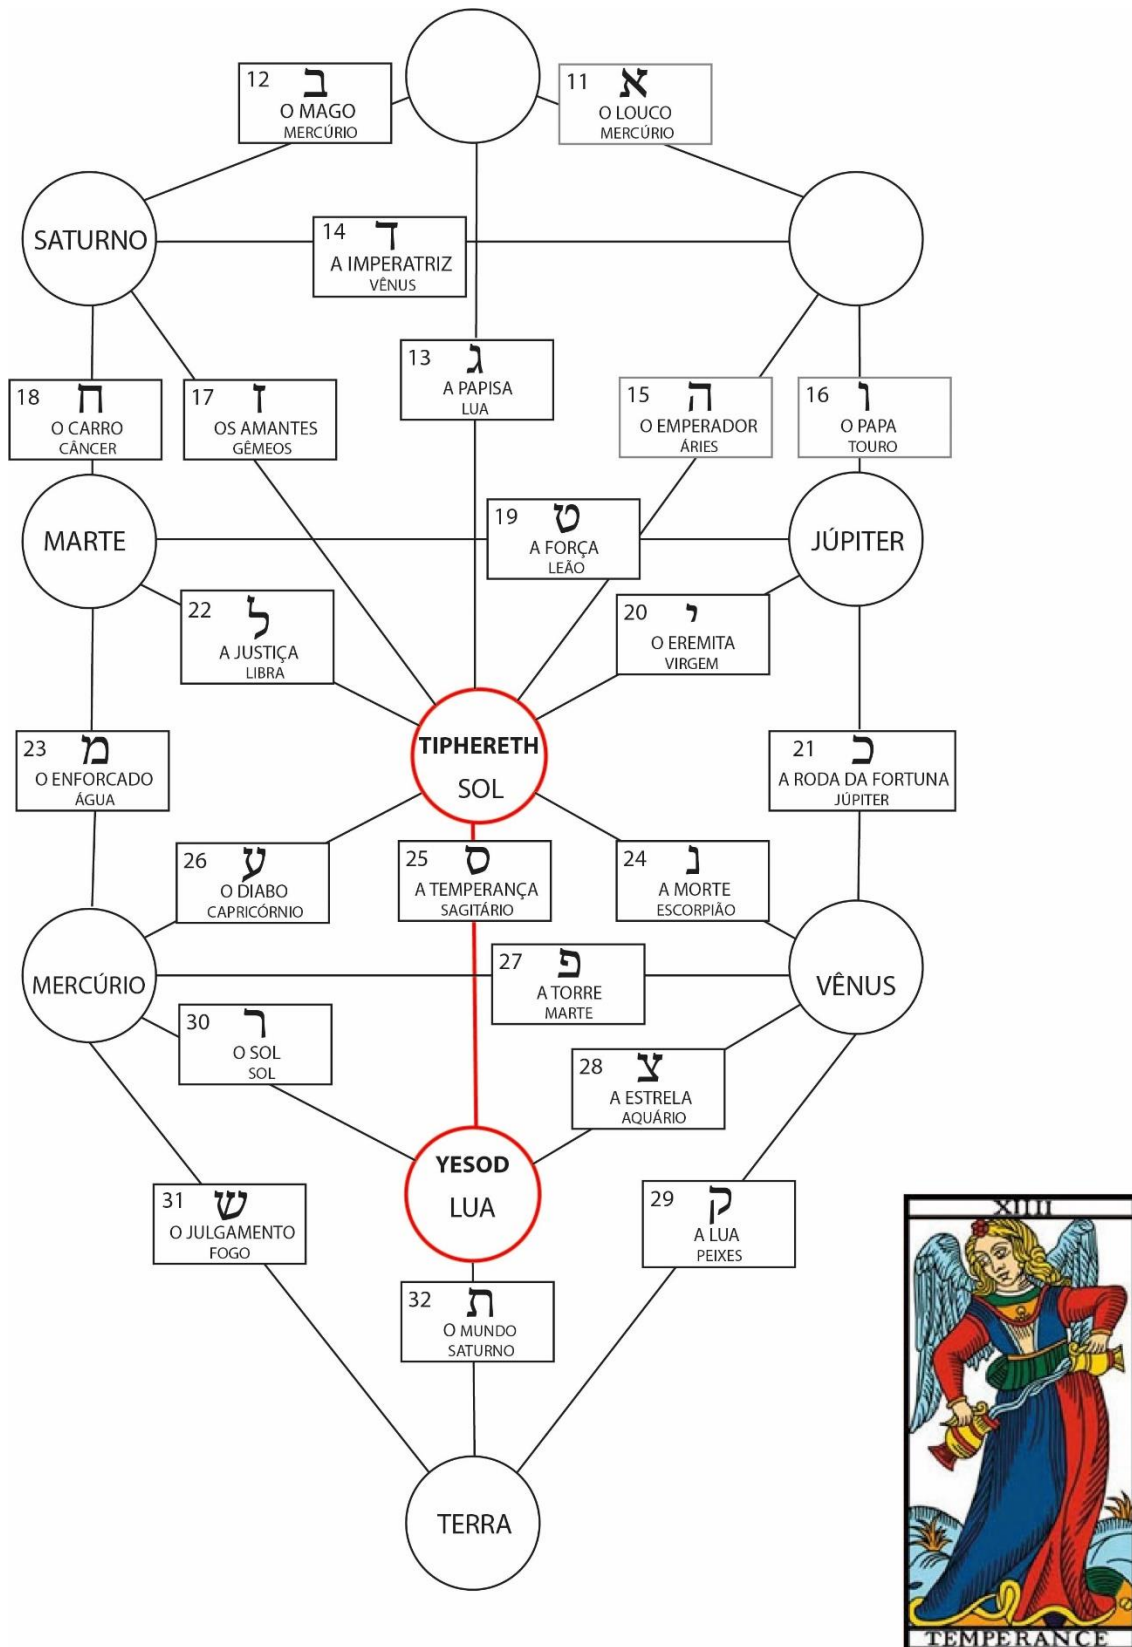 12 ב
O MAGO
MERCÚRIO
11 א
O LOUCO
MERCÚRIO
SATURNO
14 ד
A IMPERATRIZ
VÊNUS
13 ג
A PAPISA
LUA
18 ח
O CARRO
CÂNCER
17 ז
OS AMANTES
GÊMEOS
15 ה
O EMPERADOR
ÁRIES
16 ו
O PAPA
TOURO
MARTE
19 ט
A FORÇA
LEÃO
JÚPITER
22 ל
A JUSTIÇA
LIBRA
20 י
O EREMITA
VIRGEM
TIPHERETH
SOL
23 מ
O ENFORCADO
ÁGUA
21 כ
A RODA DA FORTUNA
JÚPITER
26 ע
O DIABO
CAPRICÓRNIO
25 ס
A TEMPERANÇA
SAGITÁRIO
24 נ
A MORTE
ESCORPIÃO
MERCÚRIO
27 פ
A TORRE
MARTE
VÊNUS
30 ר
O SOL
SOL
28 צ
A ESTRELA
AQUÁRIO
YESOD
LUA
31 ש
O JULGAMENTO
FOGO
29 ק
A LUA
PEIXES
32 ת
O MUNDO
SATURNO
TERRA
XIIII
TEMPERANCE